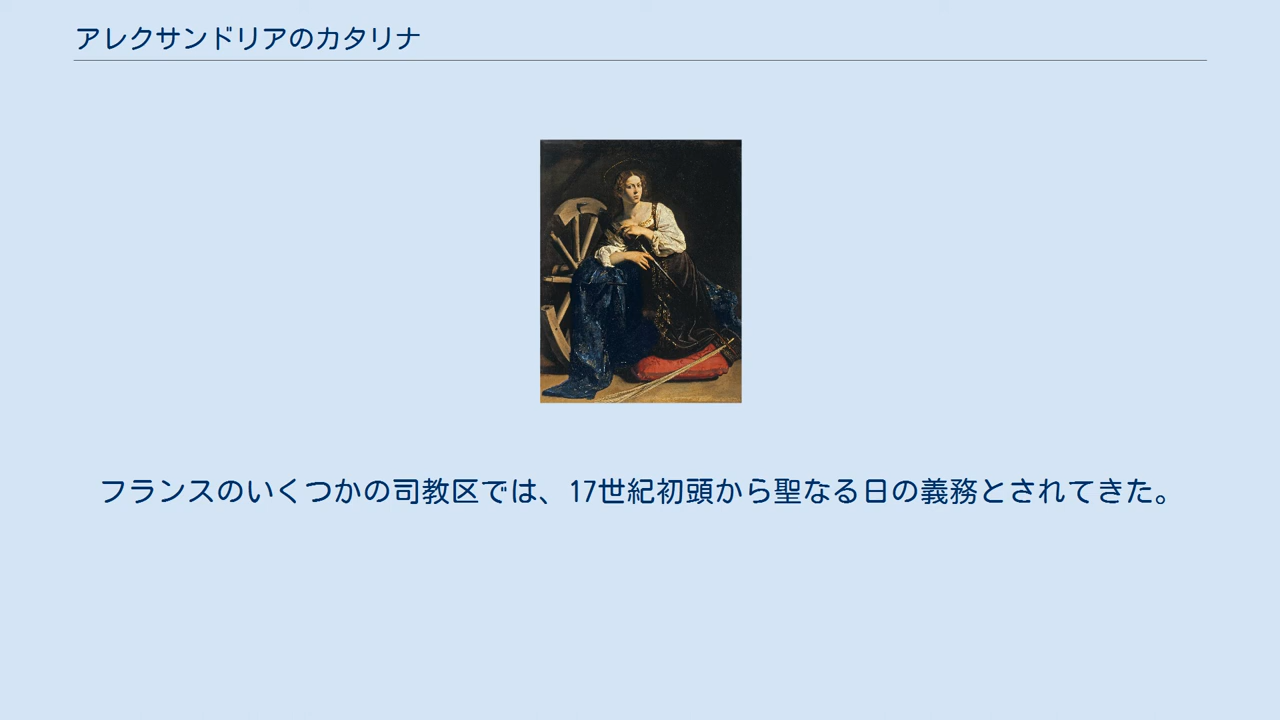 アレクサンドリアのカタリナ
フランスのいくつかの司教区では、17世紀初頭から聖なる日の義務とされてきた。